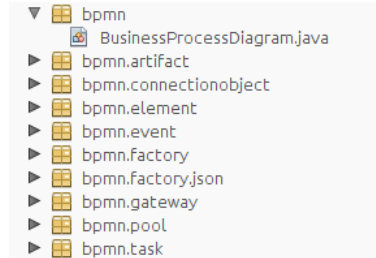 bpmn
BusinessProcessDiagram.java
bpmn.artifact
bpmn.connectionobject
bpmn.element
bpmn.event
bpmn.factory
bpmn.factory.json
bpmn.gateway
bpmn.pool
bpmn.task